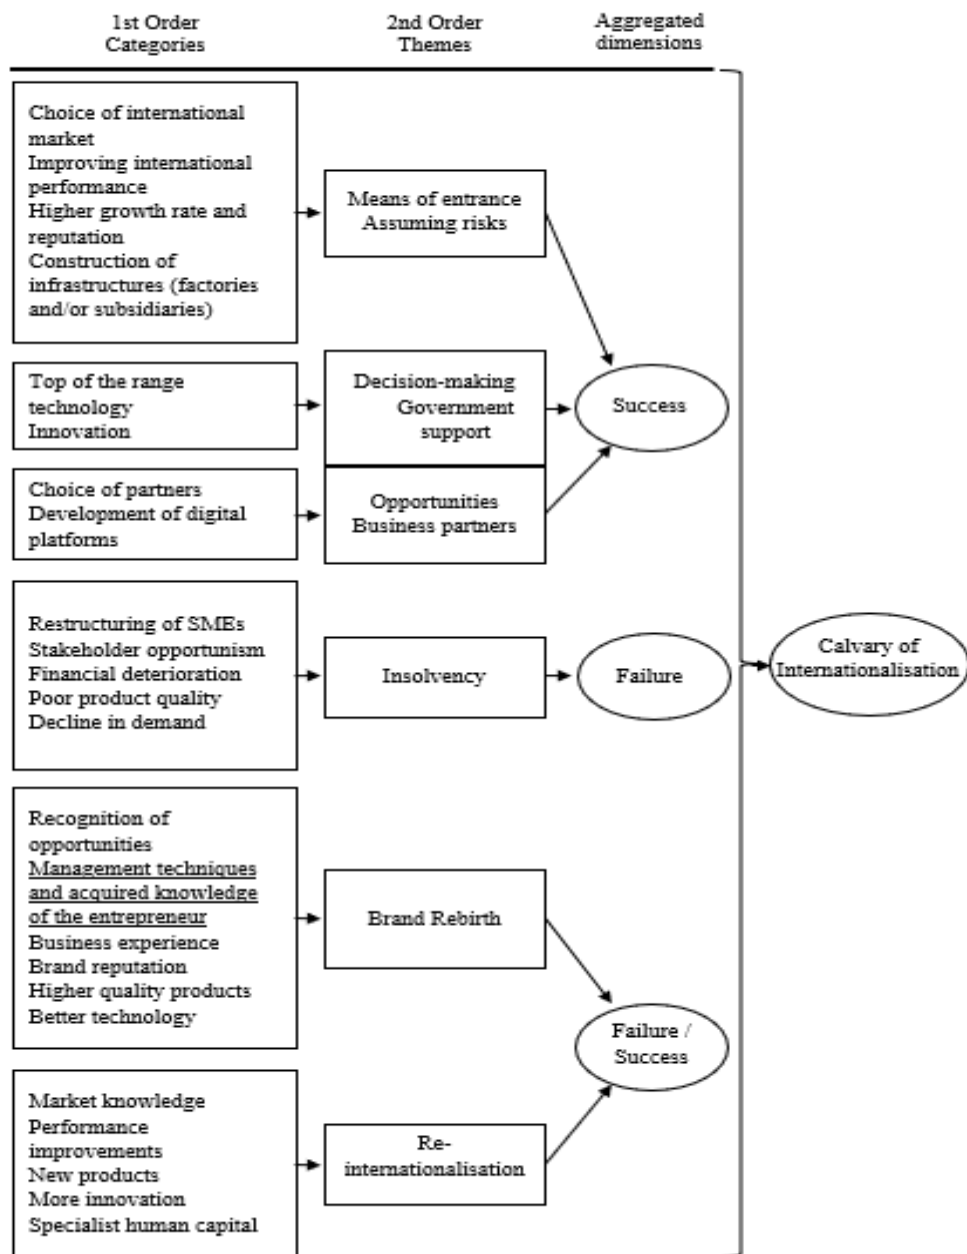 1st Order
Categories
2nd Order
Themes
Aggregated
dimensions
Choice of international
market
Improving international
performance
Higher growth rate and
reputation
Construction of
infrastructures (factories
and/or subsidiaries)
Means of entrance
Assuming risks
Top of the range
technology
Innovation
Decision-making
Government
support
Success
Choice of partners
Development of digital
platforms
Opportunities
Business partners
Restructuring of SMEs
Stakeholder opportunism
Financial deterioration
Poor product quality
Decline in demand
Insolvency
Failure
Calvary of
Internationalisation
Recognition of
opportunities
Management techniques
and acquired knowledge
of the entrepreneur
Business experience
Brand reputation
Higher quality products
Better technology
Brand Rebirth
Failure /
Success
Market knowledge
Performance
improvements
New products
More innovation
Specialist human capital
Re-
internationalisation